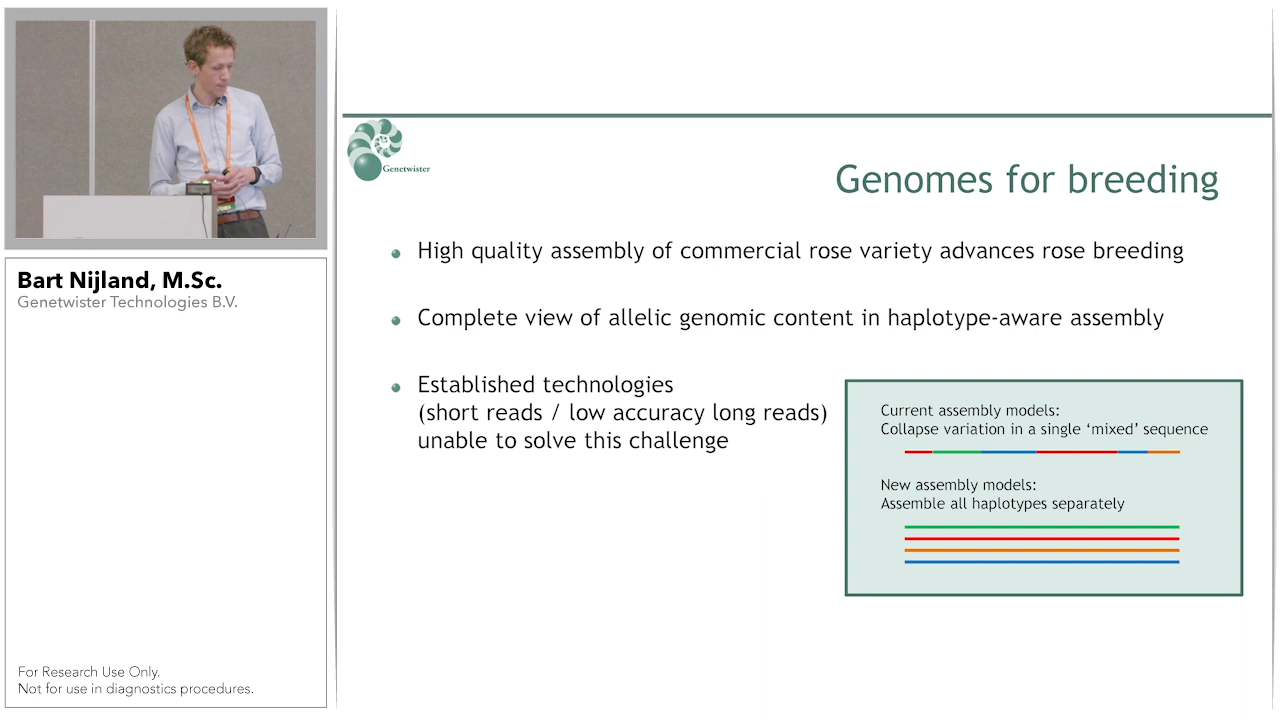 Bart Nijland, M.Sc.
Genetwister Technologies B.V.
For Research Use Only.
Not for use in diagnostics procedures.
Genetwister
Genomes for breeding
High quality assembly of commercial rose variety advances rose breeding
Complete view of allelic genomic content in haplotype-aware assembly
Established technologies
(short reads / low accuracy long reads)
unable to solve this challenge
Current assembly models:
Collapse variation in a single ‘mixed’ sequence
New assembly models:
Assemble all haplotypes separately